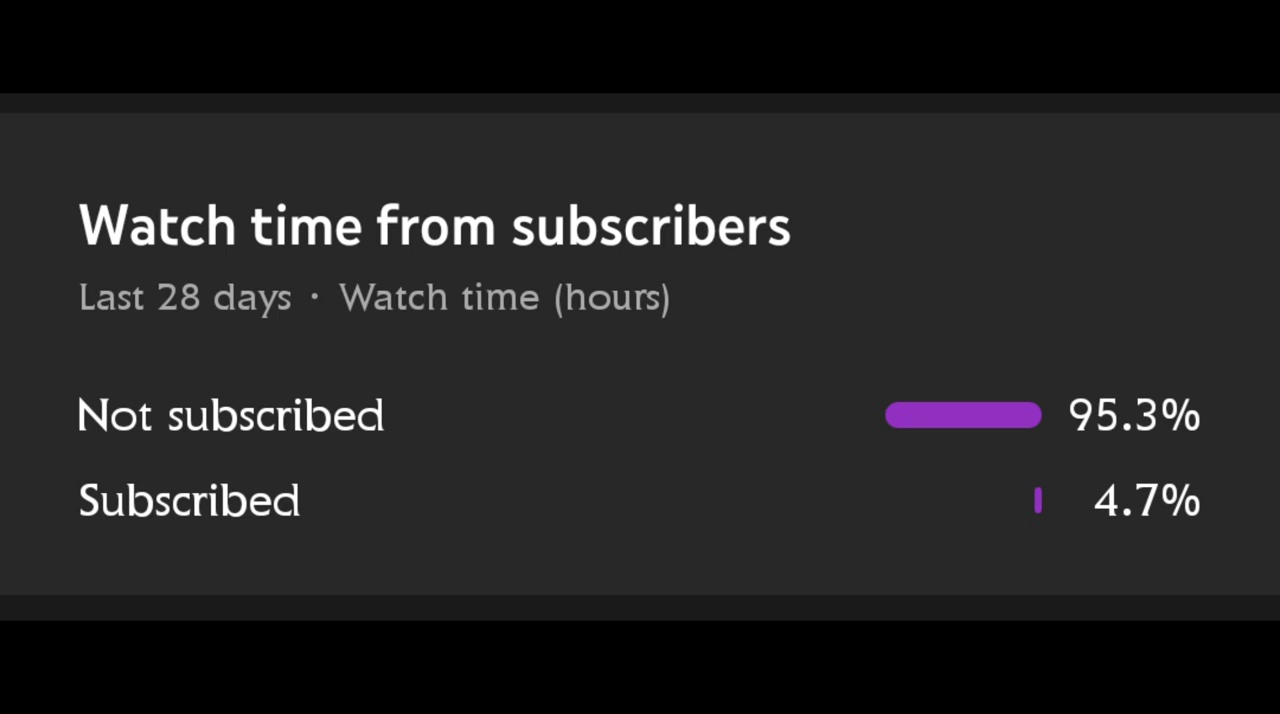 Watch time from subscribers
Last 28 days · Watch time (hours)
Not subscribed 95.3%
Subscribed 4.7%